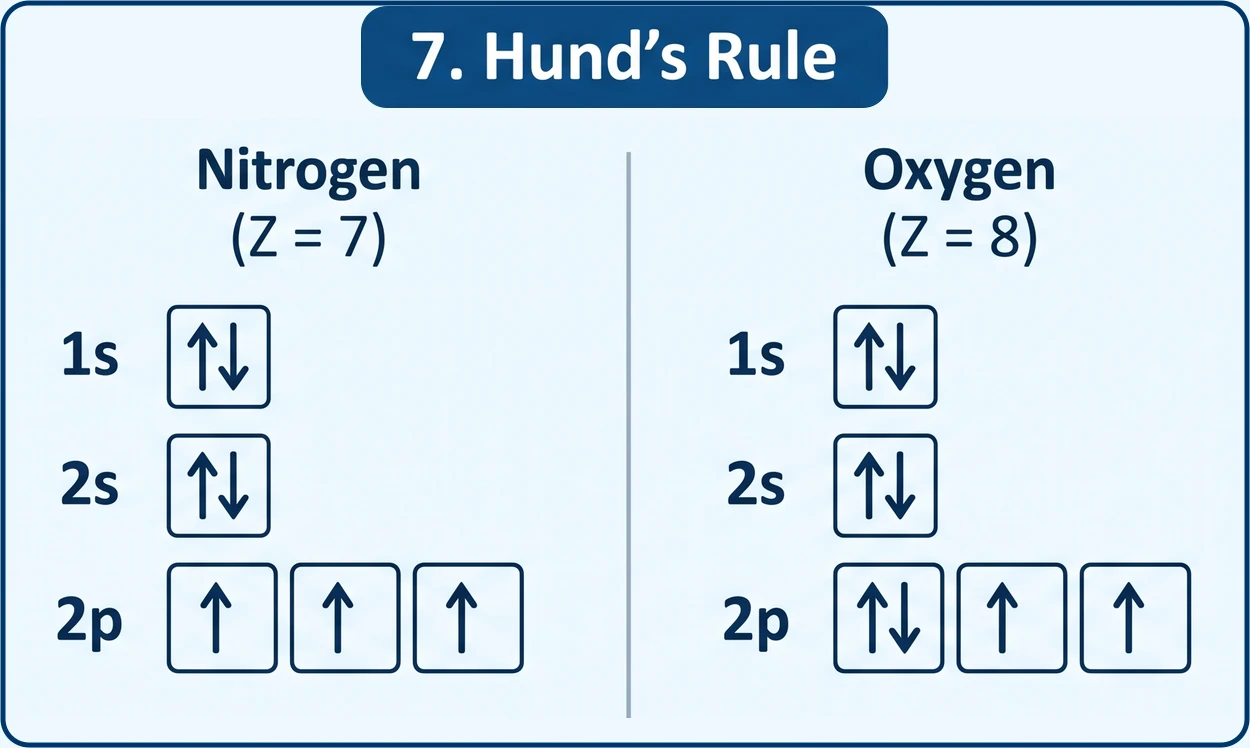 7. Hund’s Rule
Nitrogen
(Z = 7)
1s ↑↓
2s ↑↓
2p ↑ ↑ ↑
Oxygen
(Z = 8)
1s ↑↓
2s ↑↓
2p ↑↓ ↑ ↑